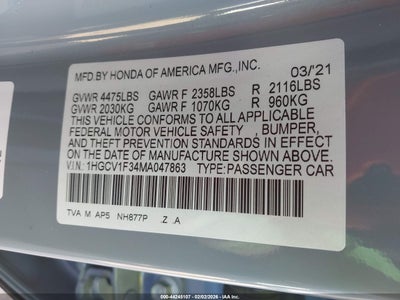 MFD.BY HONDA OF AMERICA MFG.,INC. 03/'21
GVWR 4475LBS GAWR F 2358LBS R 2116LBS
GVWR 2030KG GAWR F 1070KG R 960KG
THIS VEHICLE CONFORMS TO ALL APPLICABLE
FEDERAL MOTOR VEHICLE SAFETY , BUMPER,
AND THEFT PREVENTION STANDARDS IN EFFECT
ON THE DATE OF MANUFACTURE SHOWN ABOVE.
V I N : 1HGCV1F34MA047863 TYPE:PASSENGER CAR
TVA M AP5 NH877P .Z .A
000-44245107 - 02/02/2026 - IAA Inc.